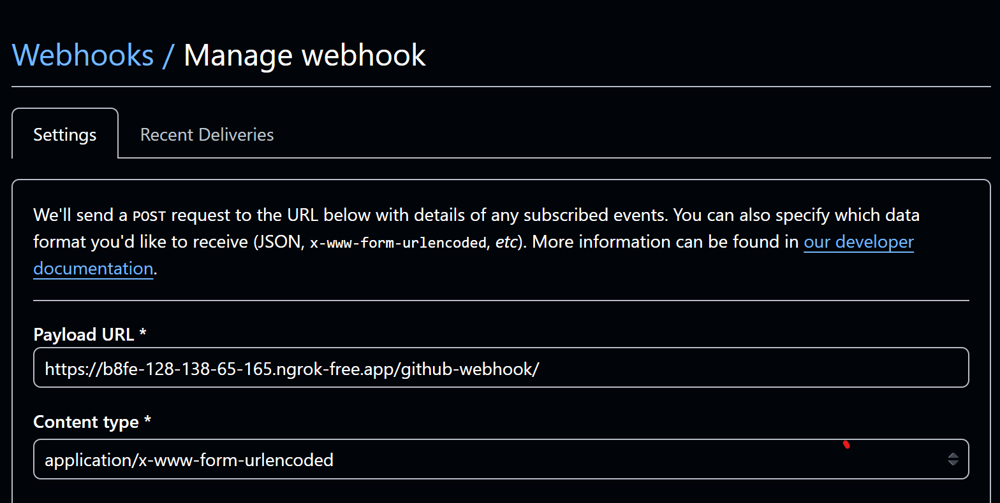 Webhooks / Manage webhook
Settings
Recent Deliveries
We'll send a POST request to the URL below with details of any subscribed events. You can also specify which data
format you'd like to receive (JSON, x-www-form-urlencoded, etc). More information can be found in our developer
documentation.
Payload URL *
https://b8fe-128-138-65-165.ngrok-free.app/github-webhook/
Content type *
application/x-www-form-urlencoded